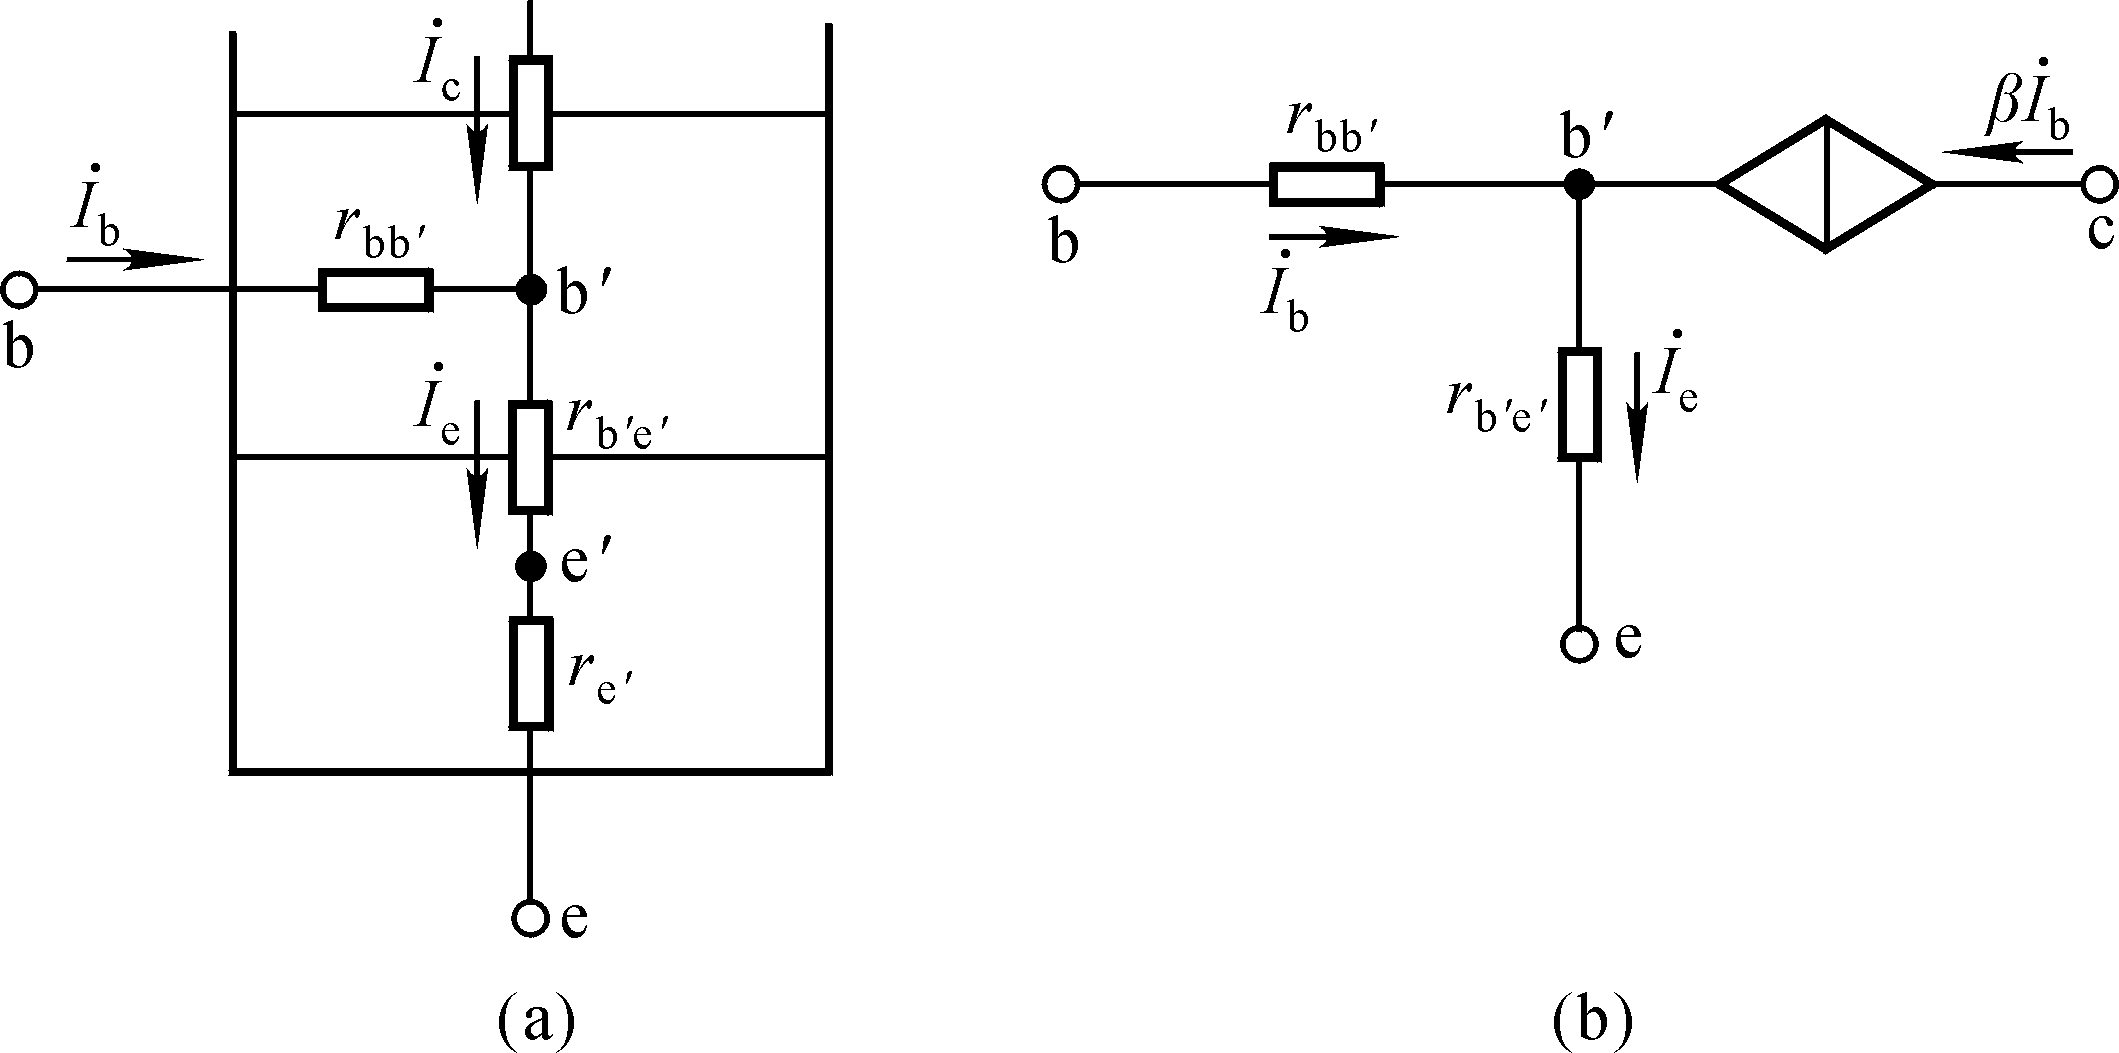 İc
İb
rbb′
b′
b
İe
rb′e′
e′
re′
e
(a)
βİb
rbb′
b′
b
c
İb
rb′e′
İe
e
(b)